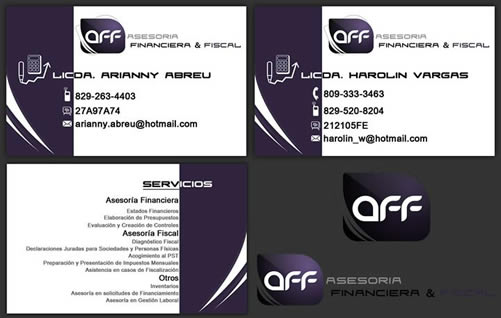 aff ASESORIA
FINANCIERA & FISCAL
LICDA. ARIANNY ABREU
829-263-4403
27A97A74
arianny.abreu@hotmail.com
aff ASESORIA
FINANCIERA & FISCAL
LICDA. HAROLIN VARGAS
809-333-3463
829-520-8204
212105FE
harolin_w@hotmail.com
SERVICIOS
Asesoría Financiera
Estados Financieros
Elaboración de Presupuestos
Evaluación y Creación de Controles
Asesoría Fiscal
Diagnóstico Fiscal
Declaraciones Juradas para Sociedades y Personas Físicas
Acogimiento al PST
Preparación y Presentación de Impuestos Mensuales
Asistencia en casos de Fiscalización
Otros
Inventarios
Asesoría en solicitudes de Financiamiento
Asesoría en Gestión Laboral
aff
aff ASESORIA
FINANCIERA & FISCAL